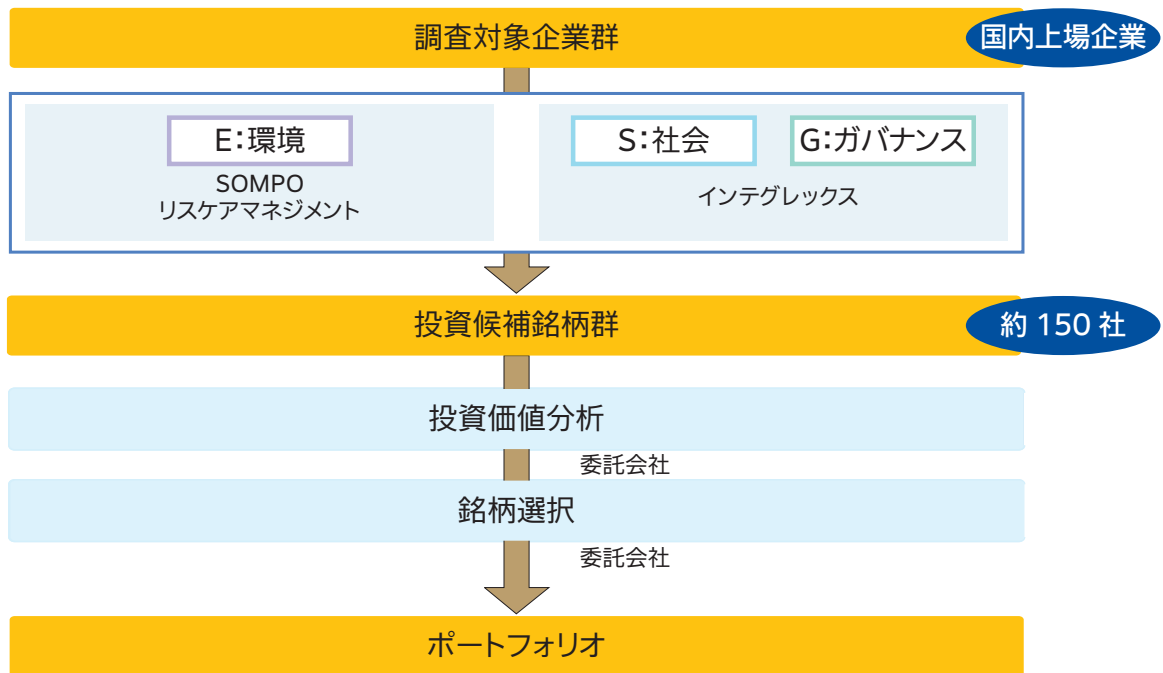 調査対象企業群
国内上場企業
E：環境
S：社会
G：ガバナンス
SOMPO
リスケアマネジメント
インテグレックス
投資候補銘柄群
約 150 社
投資価値分析
委託会社
銘柄選択
委託会社
ポートフォリオ